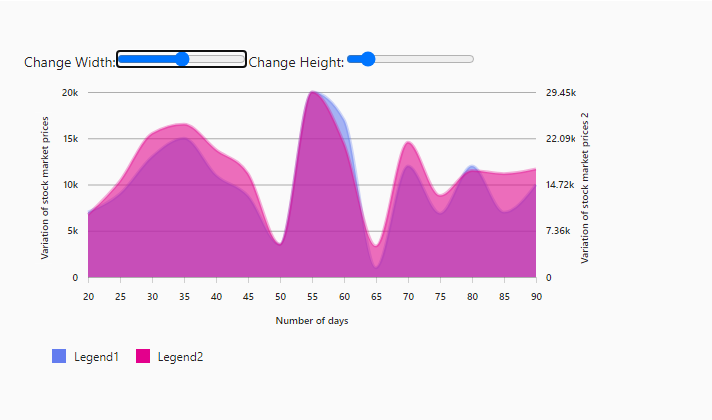 Change Width: Change Height:
20k 29.45k
15k 22.09k
10k 14.72k
5k 7.36k
0 0
Variation of stock market prices
Variation of stock market prices 2
20 25 30 35 40 45 50 55 60 65 70 75 80 85 90
Number of days
Legend1 Legend2